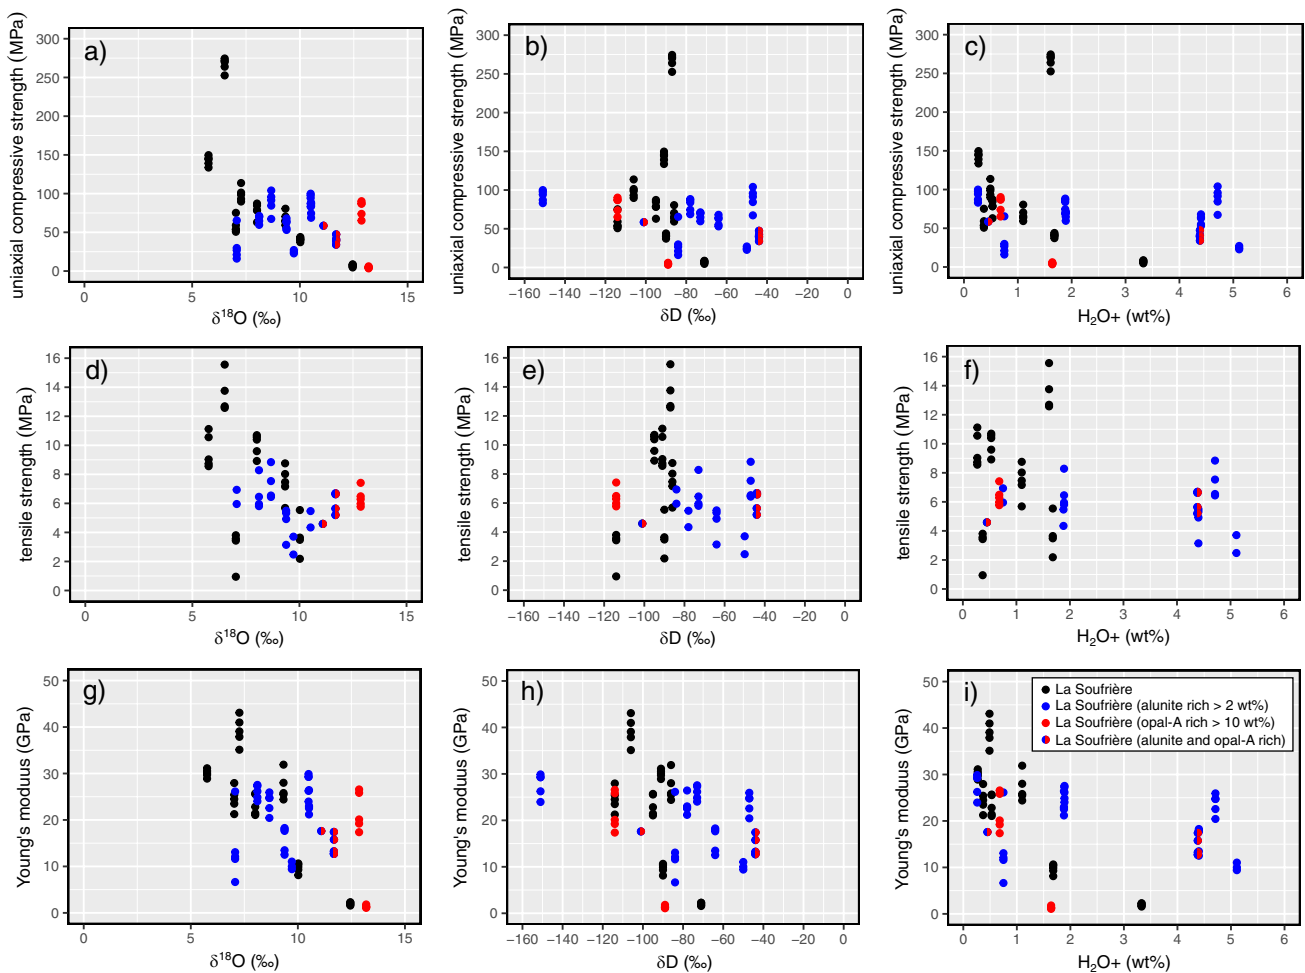 a)
uniaxial compressive strength (MPa)
300
250
200
150
100
50
0
0 5 10 15
δ¹⁸O (‰)
b)
uniaxial compressive strength (MPa)
300
250
200
150
100
50
0
−160 −140 −120 −100 −80 −60 −40 −20 0
δD (‰)
c)
uniaxial compressive strength (MPa)
300
250
200
150
100
50
0
0 1 2 3 4 5 6
H₂O+ (wt%)
d)
tensile strength (MPa)
16
14
12
10
8
6
4
2
0
0 5 10 15
δ¹⁸O (‰)
e)
tensile strength (MPa)
16
14
12
10
8
6
4
2
0
−160 −140 −120 −100 −80 −60 −40 −20 0
δD (‰)
f)
tensile strength (MPa)
16
14
12
10
8
6
4
2
0
0 1 2 3 4 5 6
H₂O+ (wt%)
g)
Young's moduus (GPa)
50
40
30
20
10
0
0 5 10 15
δ¹⁸O (‰)
h)
Young's moduus (GPa)
50
40
30
20
10
0
−160 −140 −120 −100 −80 −60 −40 −20 0
δD (‰)
i)
Young's moduus (GPa)
50
40
30
20
10
0
La Soufrière
La Soufrière (alunite rich > 2 wt%)
La Soufrière (opal-A rich > 10 wt%)
La Soufrière (alunite and opal-A rich)
0 1 2 3 4 5 6
H₂O+ (wt%)